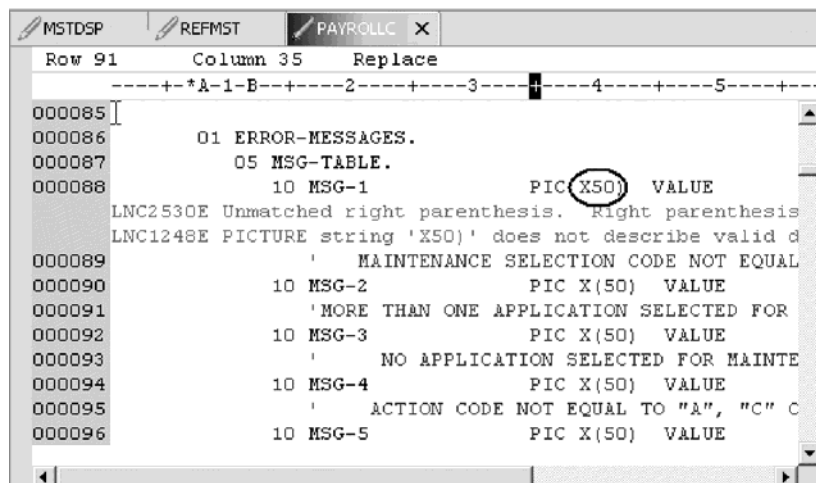 MSTDSP REFMST PAYROLLC X
Row 91 Column 35 Replace
----+-*A-1-B--+----2----+----3----+----4----+----5----+---
000085
000086 01 ERROR-MESSAGES.
000087 05 MSG-TABLE.
000088 10 MSG-1 PIC X50) VALUE
LNC2530E Unmatched right parenthesis. Right parenthesis
LNC1248E PICTURE string 'X50)' does not describe valid d
000089 ' MAINTENANCE SELECTION CODE NOT EQUAL
000090 10 MSG-2 PIC X(50) VALUE
000091 'MORE THAN ONE APPLICATION SELECTED FOR
000092 10 MSG-3 PIC X(50) VALUE
000093 ' NO APPLICATION SELECTED FOR MAINTE
000094 10 MSG-4 PIC X(50) VALUE
000095 ' ACTION CODE NOT EQUAL TO "A", "C" O
000096 10 MSG-5 PIC X(50) VALUE